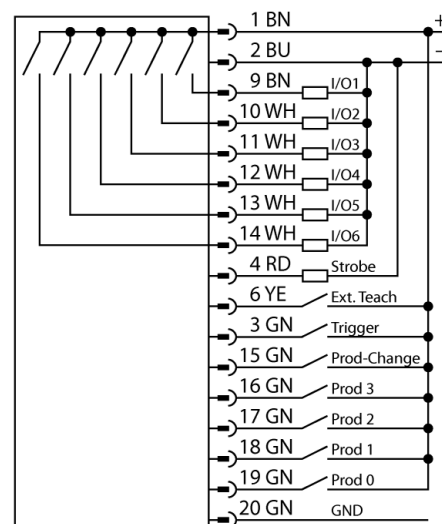 1 BN +
2 BU −
9 BN I/O1
10 WH I/O2
11 WH I/O3
12 WH I/O4
13 WH I/O5
14 WH I/O6
4 RD Strobe
6 YE Ext. Teach
3 GN Trigger
15 GN Prod-Change
16 GN Prod 3
17 GN Prod 2
18 GN Prod 1
19 GN Prod 0
20 GN GND